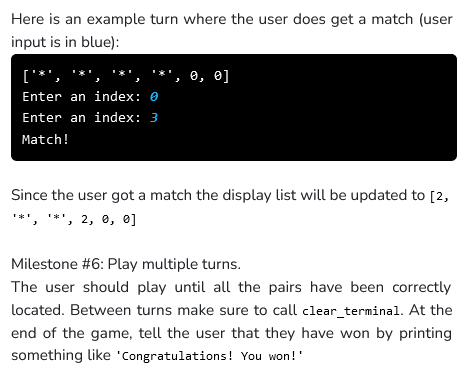 Here is an example turn where the user does get a match (user
input is in blue):
['*', '*', '*', '*', 0, 0]
Enter an index: 0
Enter an index: 3
Match!
Since the user got a match the display list will be updated to [2,
'*', '*', 2, 0, 0]
Milestone #6: Play multiple turns.
The user should play until all the pairs have been correctly
located. Between turns make sure to call clear_terminal. At the
end of the game, tell the user that they have won by printing
something like 'Congratulations! You won!'